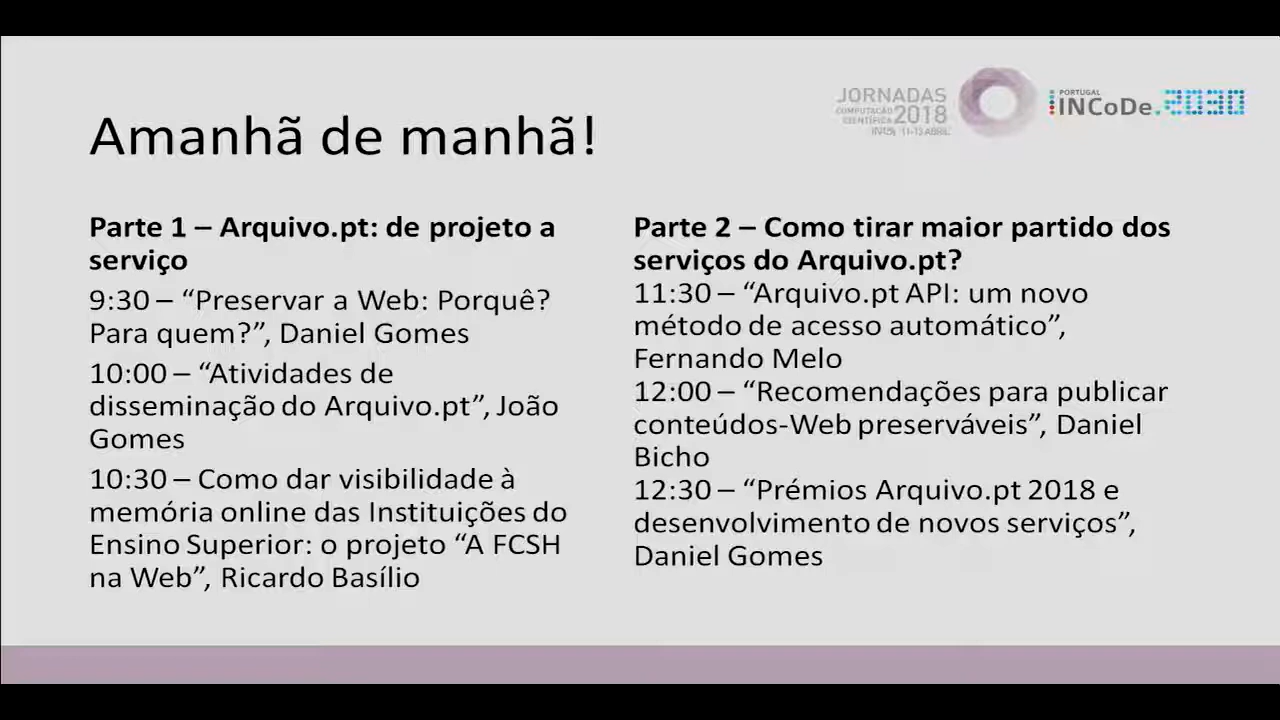 JORNADAS
COMPUTAÇÃO
CIENTÍFICA 2018
11-13 ABRIL
PORTUGAL
INCoDe.2030
Amanhã de manhã!
Parte 1 – Arquivo.pt: de projeto a
serviço
9:30 – “Preservar a Web: Porquê?
Para quem?”, Daniel Gomes
10:00 – “Atividades de
disseminação do Arquivo.pt”, João
Gomes
10:30 – Como dar visibilidade à
memória online das Instituições do
Ensino Superior: o projeto “A FCSH
na Web”, Ricardo Basílio
Parte 2 – Como tirar maior partido dos
serviços do Arquivo.pt?
11:30 – “Arquivo.pt API: um novo
método de acesso automático”,
Fernando Melo
12:00 – “Recomendações para publicar
conteúdos-Web preserváveis”, Daniel
Bicho
12:30 – “Prémios Arquivo.pt 2018 e
desenvolvimento de novos serviços”,
Daniel Gomes